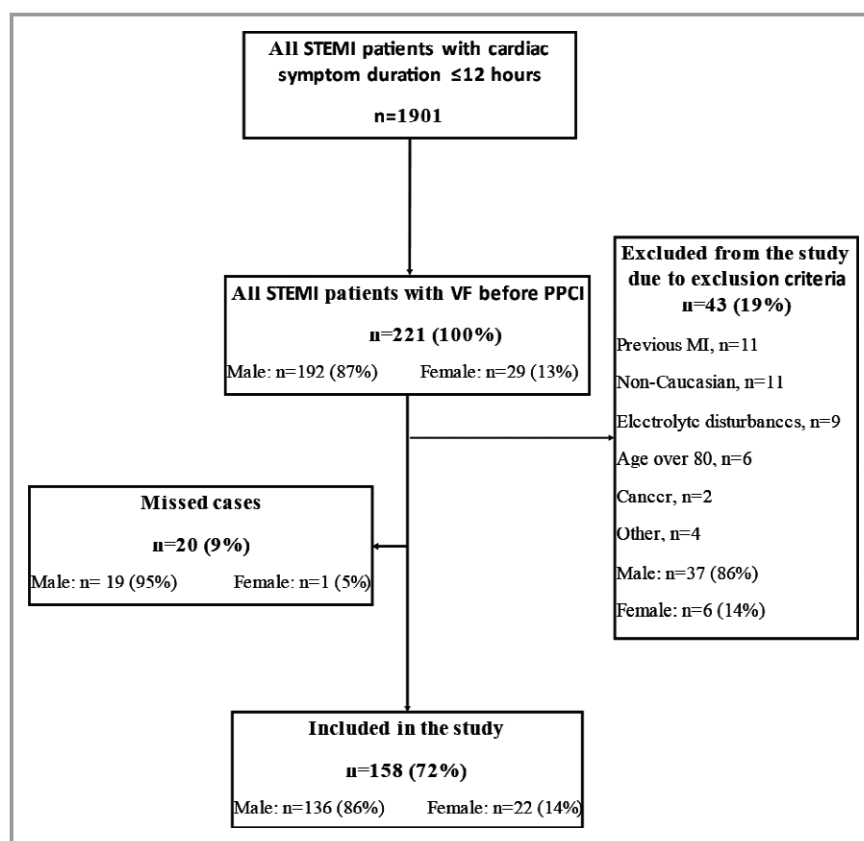 All STEMI patients with cardiac
symptom duration ≤12 hours
n=1901
All STEMI patients with VF before PPCI
n=221 (100%)
Male: n=192 (87%) Female: n=29 (13%)
Excluded from the study
due to exclusion criteria
n=43 (19%)
Previous MI, n=11
Non-Caucasian, n=11
Electrolyte disturbances, n=9
Age over 80, n=6
Cancer, n=2
Other, n=4
Male: n=37 (86%)
Female: n=6 (14%)
Missed cases
n=20 (9%)
Male: n= 19 (95%) Female: n=1 (5%)
Included in the study
n=158 (72%)
Male: n=136 (86%) Female: n=22 (14%)